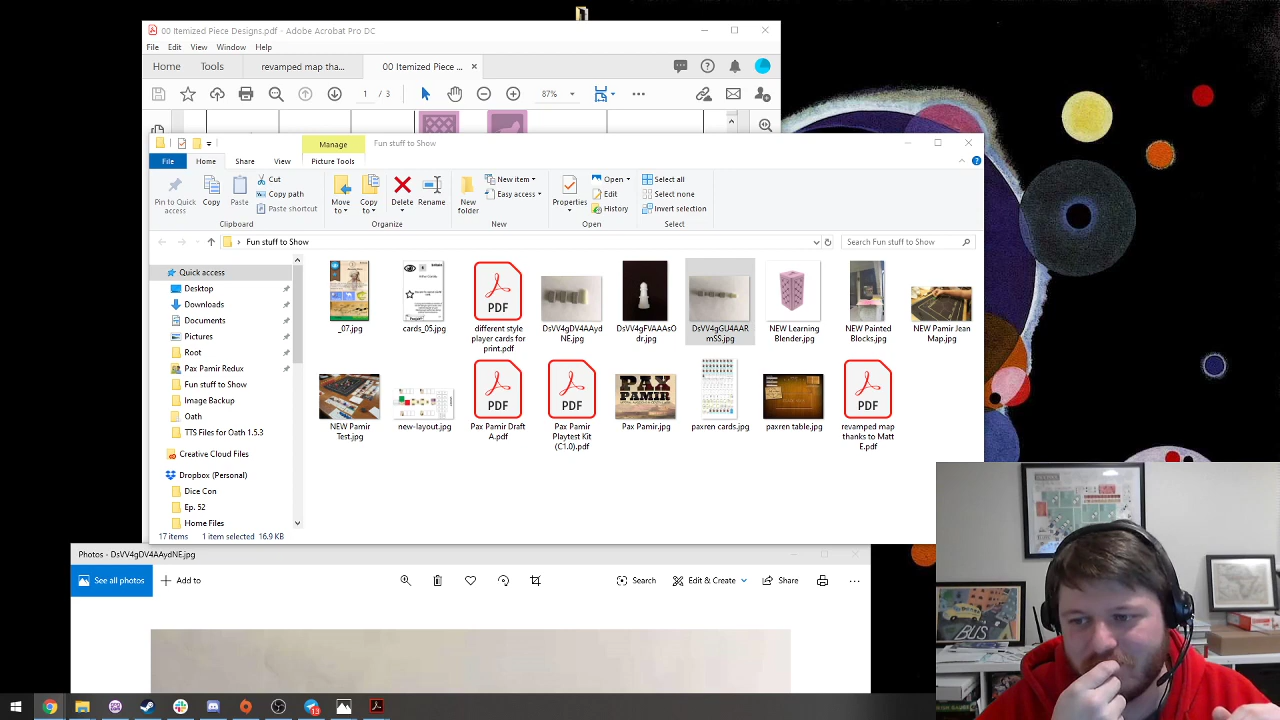 00 Itemized Piece Designs.pdf - Adobe Acrobat Pro DC
File Edit View Window Help
Home Tools revamped map tha... 00 Itemized Piece ... ×
1 / 3 87%
Manage Fun stuff to Show
File Home Share View Picture Tools
Pin to Quick access
Copy
Paste
Cut
Copy path
Paste shortcut
Move to
Copy to
Delete
Rename
New folder
New item
Easy access
Properties
Open
Edit
History
Select all
Select none
Invert selection
Clipboard Organize New Open Select
Fun stuff to Show
Search Fun stuff to Show
Quick access
Desktop
Downloads
Documents
Pictures
Root
Pax Pamir Redux
Fun stuff to Show
Image Backup
Oath
TTS Files for Oath 1.5.3
Creative Cloud Files
Dropbox (Personal)
Dice Con
Ep. 52
Home Files
_07.jpg
cards_05.jpg
PDF
different style player cards for print.pdf
DsVV4gDV4AAydNE.jpg
DsVV4gFVAAAsOdr.jpg
DsVV4gGU4AARmSS.jpg
NEW Learning Blender.jpg
NEW Painted Blocks.jpg
NEW Pamir Jean Map.jpg
NEW Pamir Test.jpg
new-layout.jpg
PDF
Pax Pamir Draft A.pdf
PDF
Pax Pamir Playtest Kit (C1.0).pdf
PAX PAMIR
Pax Pamir.jpg
paxren cards.jpg
paxren table.jpg
PDF
revamped map thanks to Matt E.pdf
17 items 1 item selected 16.9 KB
Photos - DsVV4gDV4AAydNE.jpg
See all photos + Add to Search Edit & Create Share
BUS
13